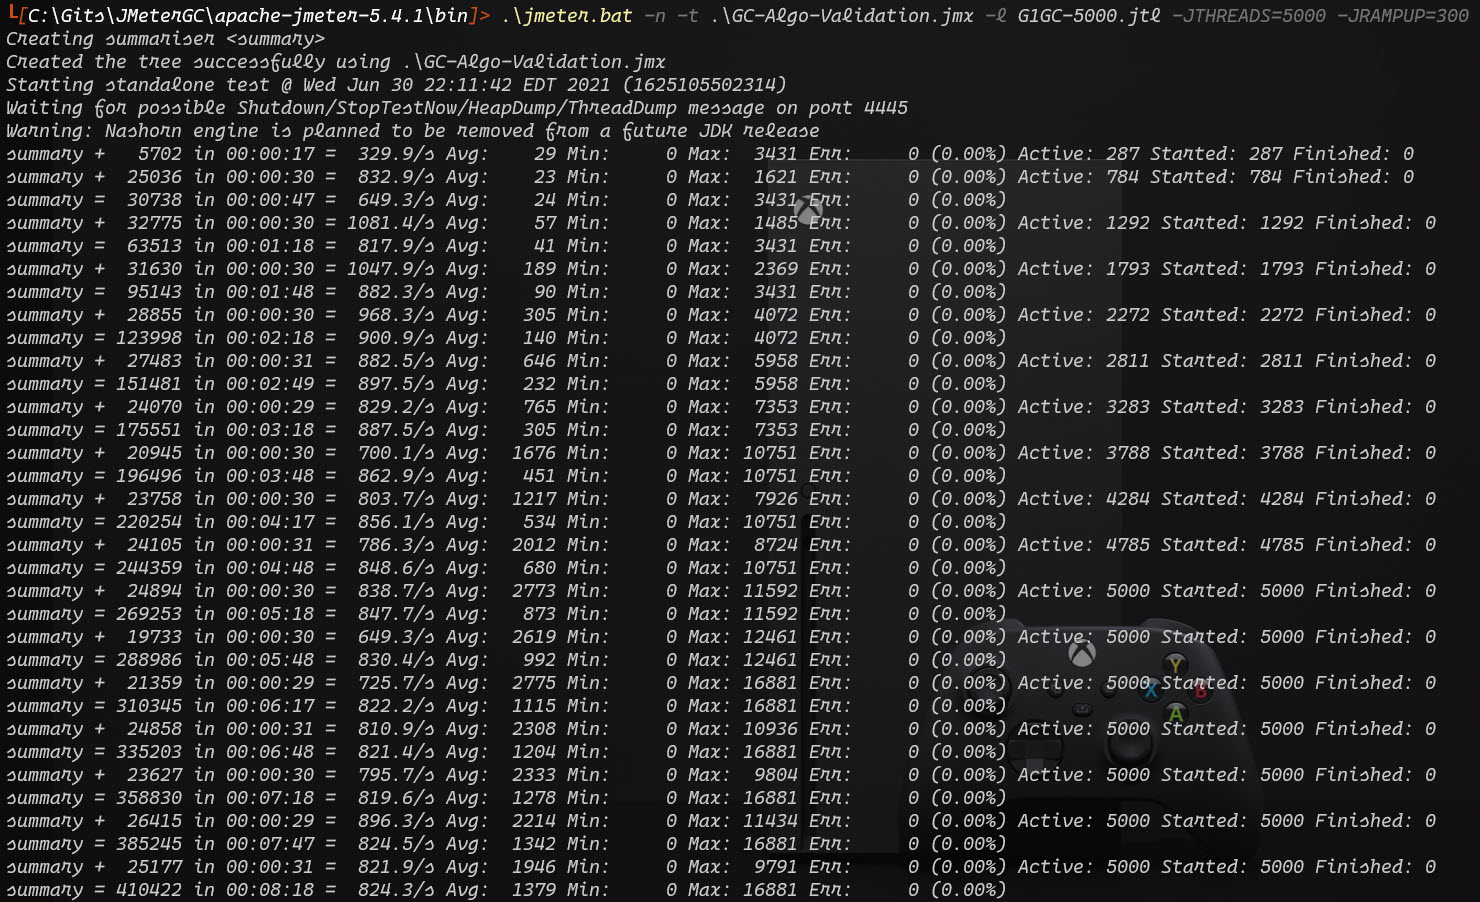 └[C:\Gits\JMeterGC\apache-jmeter-5.4.1\bin]> .\jmeter.bat -n -t .\GC-Algo-Validation.jmx -l G1GC-5000.jtl -JTHREADS=5000 -JRAMPUP=300
Creating summariser <summary>
Created the tree successfully using .\GC-Algo-Validation.jmx
Starting standalone test @ Wed Jun 30 22:11:42 EDT 2021 (1625105502314)
Waiting for possible Shutdown/StopTestNow/HeapDump/ThreadDump message on port 4445
Warning: Nashorn engine is planned to be removed from a future JDK release
summary +   5702 in 00:00:17 =  329.9/s Avg:    29 Min:     0 Max:  3431 Err:     0 (0.00%) Active: 287 Started: 287 Finished: 0
summary +  25036 in 00:00:30 =  832.9/s Avg:    23 Min:     0 Max:  1621 Err:     0 (0.00%) Active: 784 Started: 784 Finished: 0
summary =  30738 in 00:00:47 =  649.3/s Avg:    24 Min:     0 Max:  3431 Err:     0 (0.00%)
summary +  32775 in 00:00:30 = 1081.4/s Avg:    57 Min:     0 Max:  1485 Err:     0 (0.00%) Active: 1292 Started: 1292 Finished: 0
summary =  63513 in 00:01:18 =  817.9/s Avg:    41 Min:     0 Max:  3431 Err:     0 (0.00%)
summary +  31630 in 00:00:30 = 1047.9/s Avg:   189 Min:     0 Max:  2369 Err:     0 (0.00%) Active: 1793 Started: 1793 Finished: 0
summary =  95143 in 00:01:48 =  882.3/s Avg:    90 Min:     0 Max:  3431 Err:     0 (0.00%)
summary +  28855 in 00:00:30 =  968.3/s Avg:   305 Min:     0 Max:  4072 Err:     0 (0.00%) Active: 2272 Started: 2272 Finished: 0
summary = 123998 in 00:02:18 =  900.9/s Avg:   140 Min:     0 Max:  4072 Err:     0 (0.00%)
summary +  27483 in 00:00:31 =  882.5/s Avg:   646 Min:     0 Max:  5958 Err:     0 (0.00%) Active: 2811 Started: 2811 Finished: 0
summary = 151481 in 00:02:49 =  897.5/s Avg:   232 Min:     0 Max:  5958 Err:     0 (0.00%)
summary +  24070 in 00:00:29 =  829.2/s Avg:   765 Min:     0 Max:  7353 Err:     0 (0.00%) Active: 3283 Started: 3283 Finished: 0
summary = 175551 in 00:03:18 =  887.5/s Avg:   305 Min:     0 Max:  7353 Err:     0 (0.00%)
summary +  20945 in 00:00:30 =  700.1/s Avg:  1676 Min:     0 Max: 10751 Err:     0 (0.00%) Active: 3788 Started: 3788 Finished: 0
summary = 196496 in 00:03:48 =  862.9/s Avg:   451 Min:     0 Max: 10751 Err:     0 (0.00%)
summary +  23758 in 00:00:30 =  803.7/s Avg:  1217 Min:     0 Max:  7926 Err:     0 (0.00%) Active: 4284 Started: 4284 Finished: 0
summary = 220254 in 00:04:17 =  856.1/s Avg:   534 Min:     0 Max: 10751 Err:     0 (0.00%)
summary +  24105 in 00:00:31 =  786.3/s Avg:  2012 Min:     0 Max:  8724 Err:     0 (0.00%) Active: 4785 Started: 4785 Finished: 0
summary = 244359 in 00:04:48 =  848.6/s Avg:   680 Min:     0 Max: 10751 Err:     0 (0.00%)
summary +  24894 in 00:00:30 =  838.7/s Avg:  2773 Min:     0 Max: 11592 Err:     0 (0.00%) Active: 5000 Started: 5000 Finished: 0
summary = 269253 in 00:05:18 =  847.7/s Avg:   873 Min:     0 Max: 11592 Err:     0 (0.00%)
summary +  19733 in 00:00:30 =  649.3/s Avg:  2619 Min:     0 Max: 12461 Err:     0 (0.00%) Active: 5000 Started: 5000 Finished: 0
summary = 288986 in 00:05:48 =  830.4/s Avg:   992 Min:     0 Max: 12461 Err:     0 (0.00%)
summary +  21359 in 00:00:29 =  725.7/s Avg:  2775 Min:     0 Max: 16881 Err:     0 (0.00%) Active: 5000 Started: 5000 Finished: 0
summary = 310345 in 00:06:17 =  822.2/s Avg:  1115 Min:     0 Max: 16881 Err:     0 (0.00%)
summary +  24858 in 00:00:31 =  810.9/s Avg:  2308 Min:     0 Max: 10936 Err:     0 (0.00%) Active: 5000 Started: 5000 Finished: 0
summary = 335203 in 00:06:48 =  821.4/s Avg:  1204 Min:     0 Max: 16881 Err:     0 (0.00%)
summary +  23627 in 00:00:30 =  795.7/s Avg:  2333 Min:     0 Max:  9804 Err:     0 (0.00%) Active: 5000 Started: 5000 Finished: 0
summary = 358830 in 00:07:18 =  819.6/s Avg:  1278 Min:     0 Max: 16881 Err:     0 (0.00%)
summary +  26415 in 00:00:29 =  896.3/s Avg:  2214 Min:     0 Max: 11434 Err:     0 (0.00%) Active: 5000 Started: 5000 Finished: 0
summary = 385245 in 00:07:47 =  824.5/s Avg:  1342 Min:     0 Max: 16881 Err:     0 (0.00%)
summary +  25177 in 00:00:31 =  821.9/s Avg:  1946 Min:     0 Max:  9791 Err:     0 (0.00%) Active: 5000 Started: 5000 Finished: 0
summary = 410422 in 00:08:18 =  824.3/s Avg:  1379 Min:     0 Max: 16881 Err:     0 (0.00%)
Y
X B
A